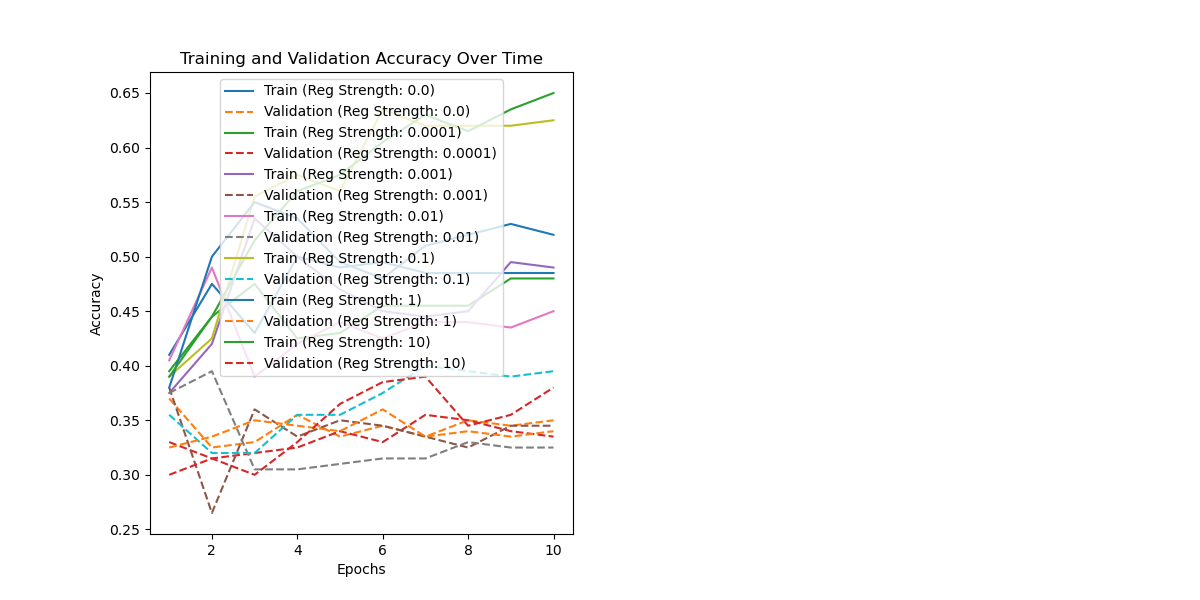 Training and Validation Accuracy Over Time
Train (Reg Strength: 0.0)
Validation (Reg Strength: 0.0)
Train (Reg Strength: 0.0001)
Validation (Reg Strength: 0.0001)
Train (Reg Strength: 0.001)
Validation (Reg Strength: 0.001)
Train (Reg Strength: 0.01)
Validation (Reg Strength: 0.01)
Train (Reg Strength: 0.1)
Validation (Reg Strength: 0.1)
Train (Reg Strength: 1)
Validation (Reg Strength: 1)
Train (Reg Strength: 10)
Validation (Reg Strength: 10)
Accuracy
0.65
0.60
0.55
0.50
0.45
0.40
0.35
0.30
0.25
2 4 6 8 10
Epochs